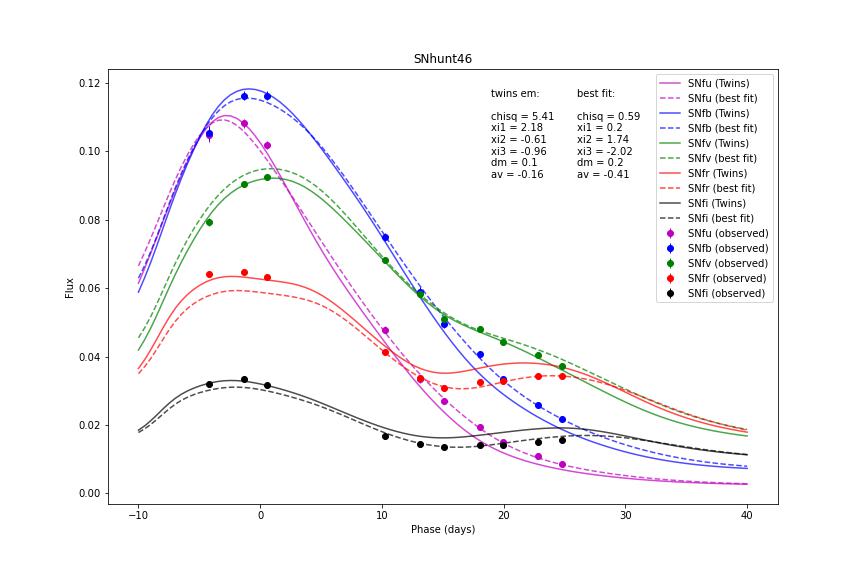 SNhunt46
0.12
0.10
0.08
0.06
0.04
0.02
0.00
Flux
−10
0
10
20
30
40
Phase (days)
twins em:
chisq = 5.41
xi1 = 2.18
xi2 = -0.61
xi3 = -0.96
dm = 0.1
av = -0.16
best fit:
chisq = 0.59
xi1 = 0.2
xi2 = 1.74
xi3 = -2.02
dm = 0.2
av = -0.41
SNfu (Twins)
SNfu (best fit)
SNfb (Twins)
SNfb (best fit)
SNfv (Twins)
SNfv (best fit)
SNfr (Twins)
SNfr (best fit)
SNfi (Twins)
SNfi (best fit)
SNfu (observed)
SNfb (observed)
SNfv (observed)
SNfr (observed)
SNfi (observed)